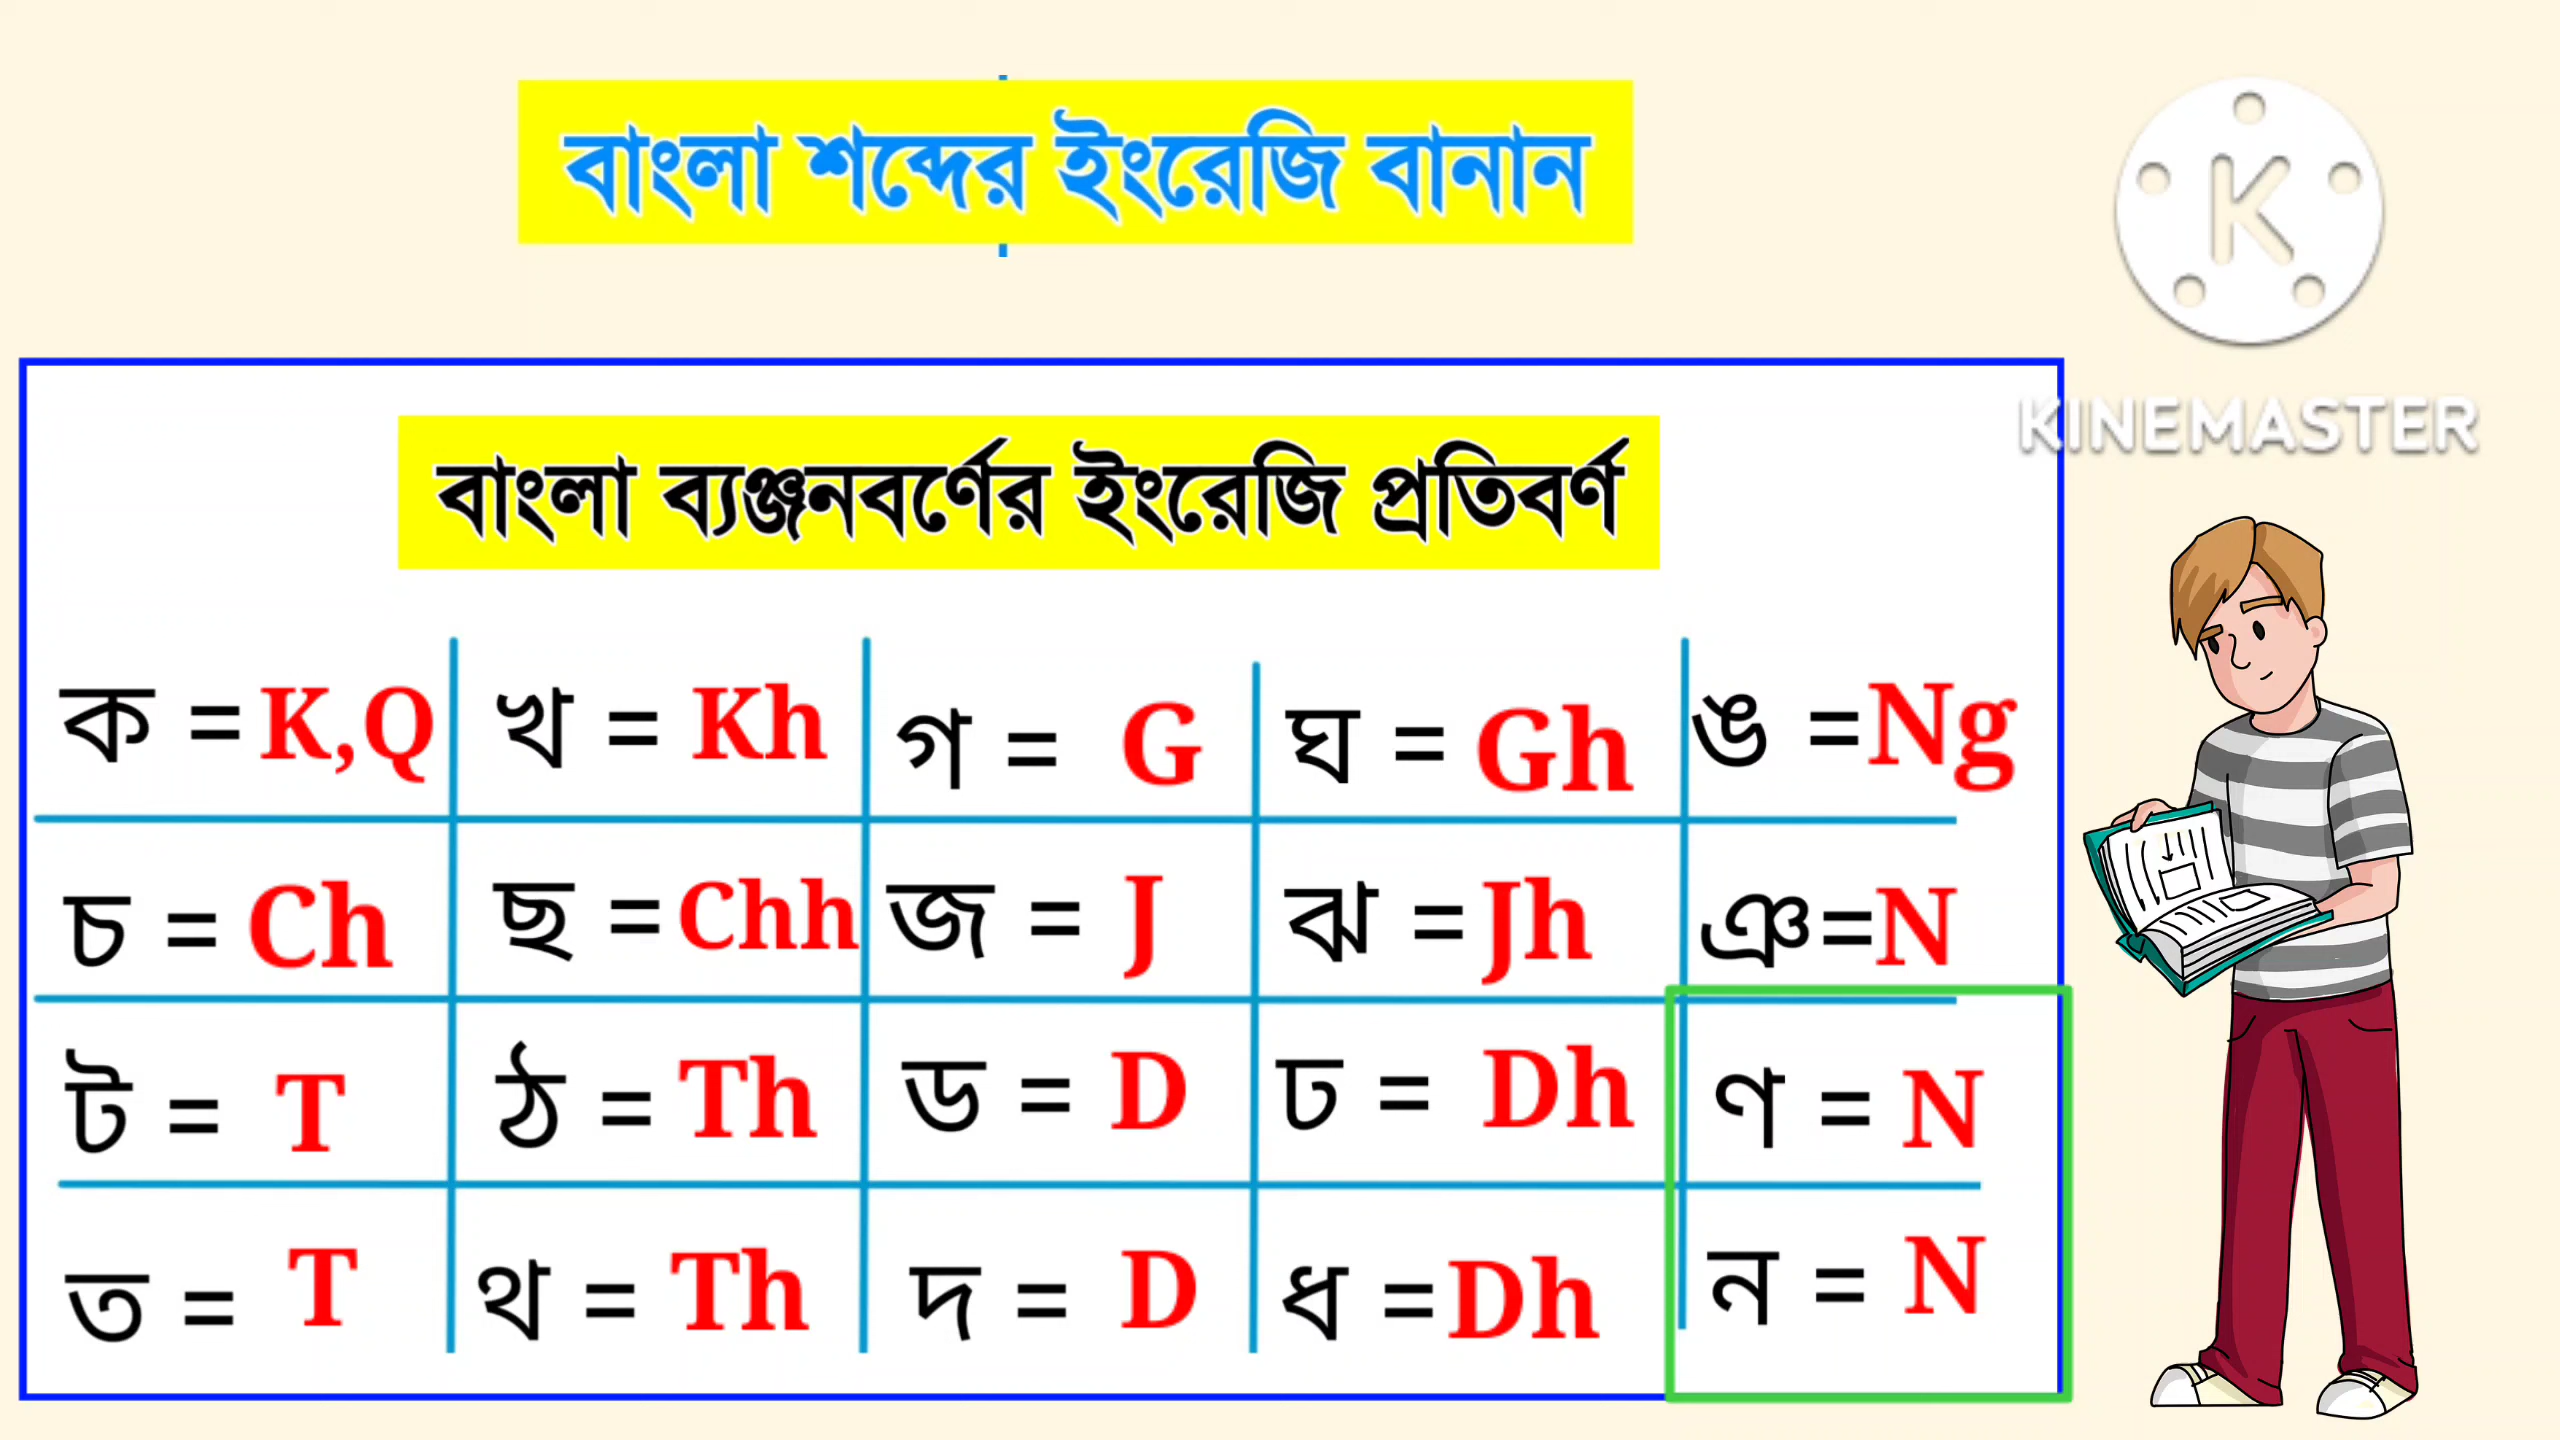 বাংলা শব্দের ইংরেজি বানান
K
KINEMASTER
বাংলা ব্যঞ্জনবর্ণের ইংরেজি প্রতিবর্ণ
ক = K,Q খ = Kh গ = G ঘ = Gh ঙ =Ng
চ = Ch ছ = Chh জ = J ঝ = Jh ঞ=N
ট = T ঠ = Th ড = D ঢ = Dh ণ = N
ত = T থ = Th দ = D ধ =Dh ন = N